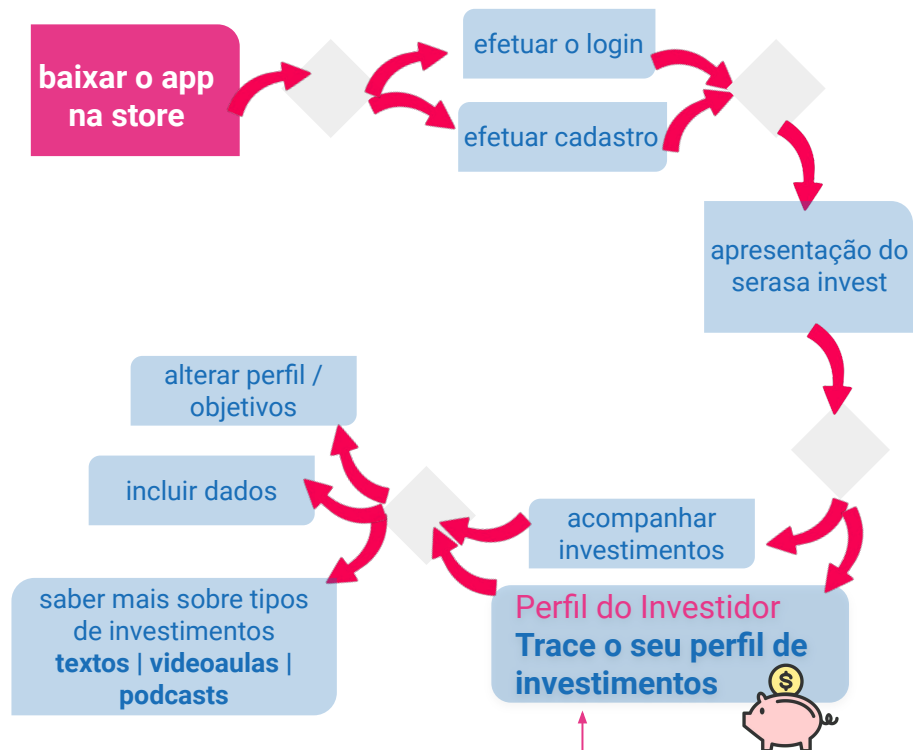 baixar o app
na store
efetuar o login
efetuar cadastro
apresentação do
serasa invest
alterar perfil /
objetivos
incluir dados
acompanhar
investimentos
saber mais sobre tipos
de investimentos
textos | videoaulas |
podcasts
Perfil do Investidor
Trace o seu perfil de
investimentos
$